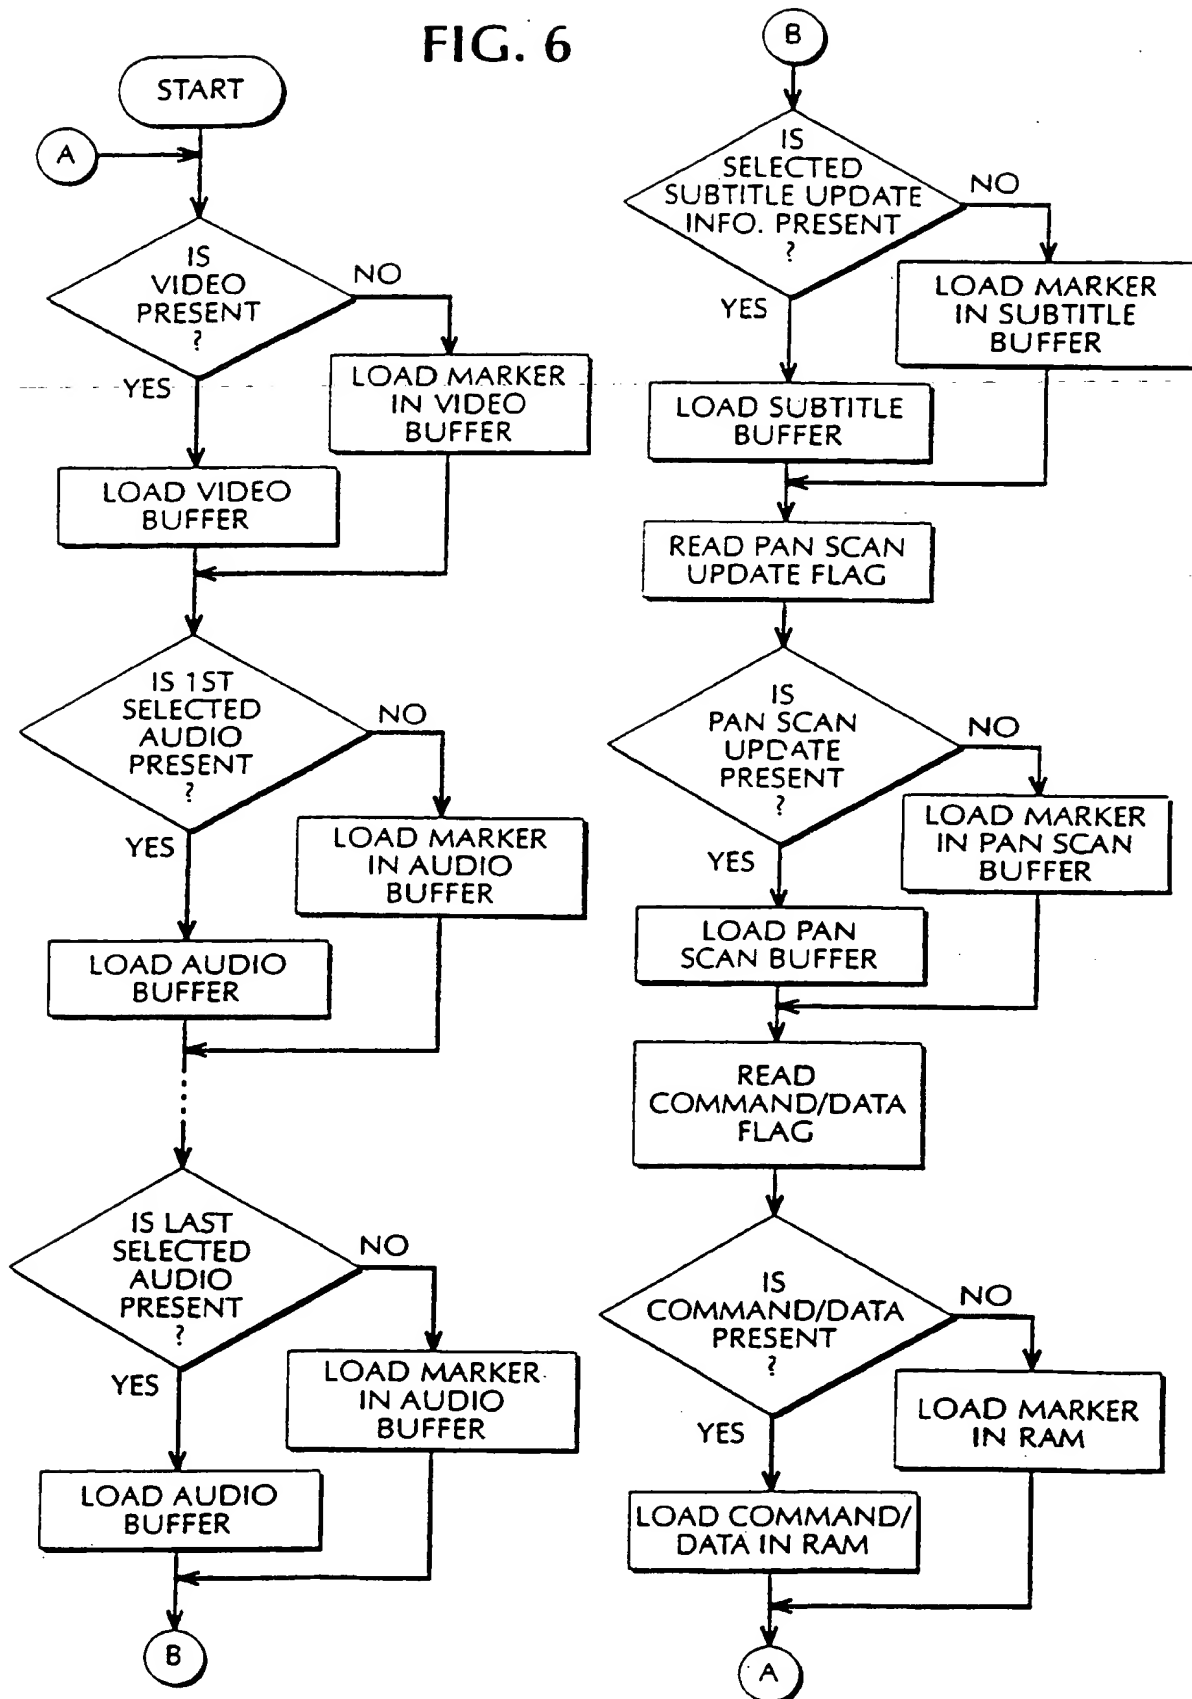 FIG. 6
START
A
IS
VIDEO
PRESENT
?
NO
YES
LOAD MARKER
IN VIDEO
BUFFER
LOAD VIDEO
BUFFER
IS 1ST
SELECTED
AUDIO
PRESENT
?
NO
YES
LOAD MARKER
IN AUDIO
BUFFER
LOAD AUDIO
BUFFER
IS LAST
SELECTED
AUDIO
PRESENT
?
NO
YES
LOAD MARKER
IN AUDIO
BUFFER
LOAD AUDIO
BUFFER
B
B
IS
SELECTED
SUBTITLE UPDATE
INFO. PRESENT
?
NO
YES
LOAD MARKER
IN SUBTITLE
BUFFER
LOAD SUBTITLE
BUFFER
READ PAN SCAN
UPDATE FLAG
IS
PAN SCAN
UPDATE
PRESENT
?
NO
YES
LOAD MARKER
IN PAN SCAN
BUFFER
LOAD PAN
SCAN BUFFER
READ
COMMAND/DATA
FLAG
IS
COMMAND/DATA
PRESENT
?
NO
YES
LOAD MARKER
IN RAM
LOAD COMMAND/
DATA IN RAM
A